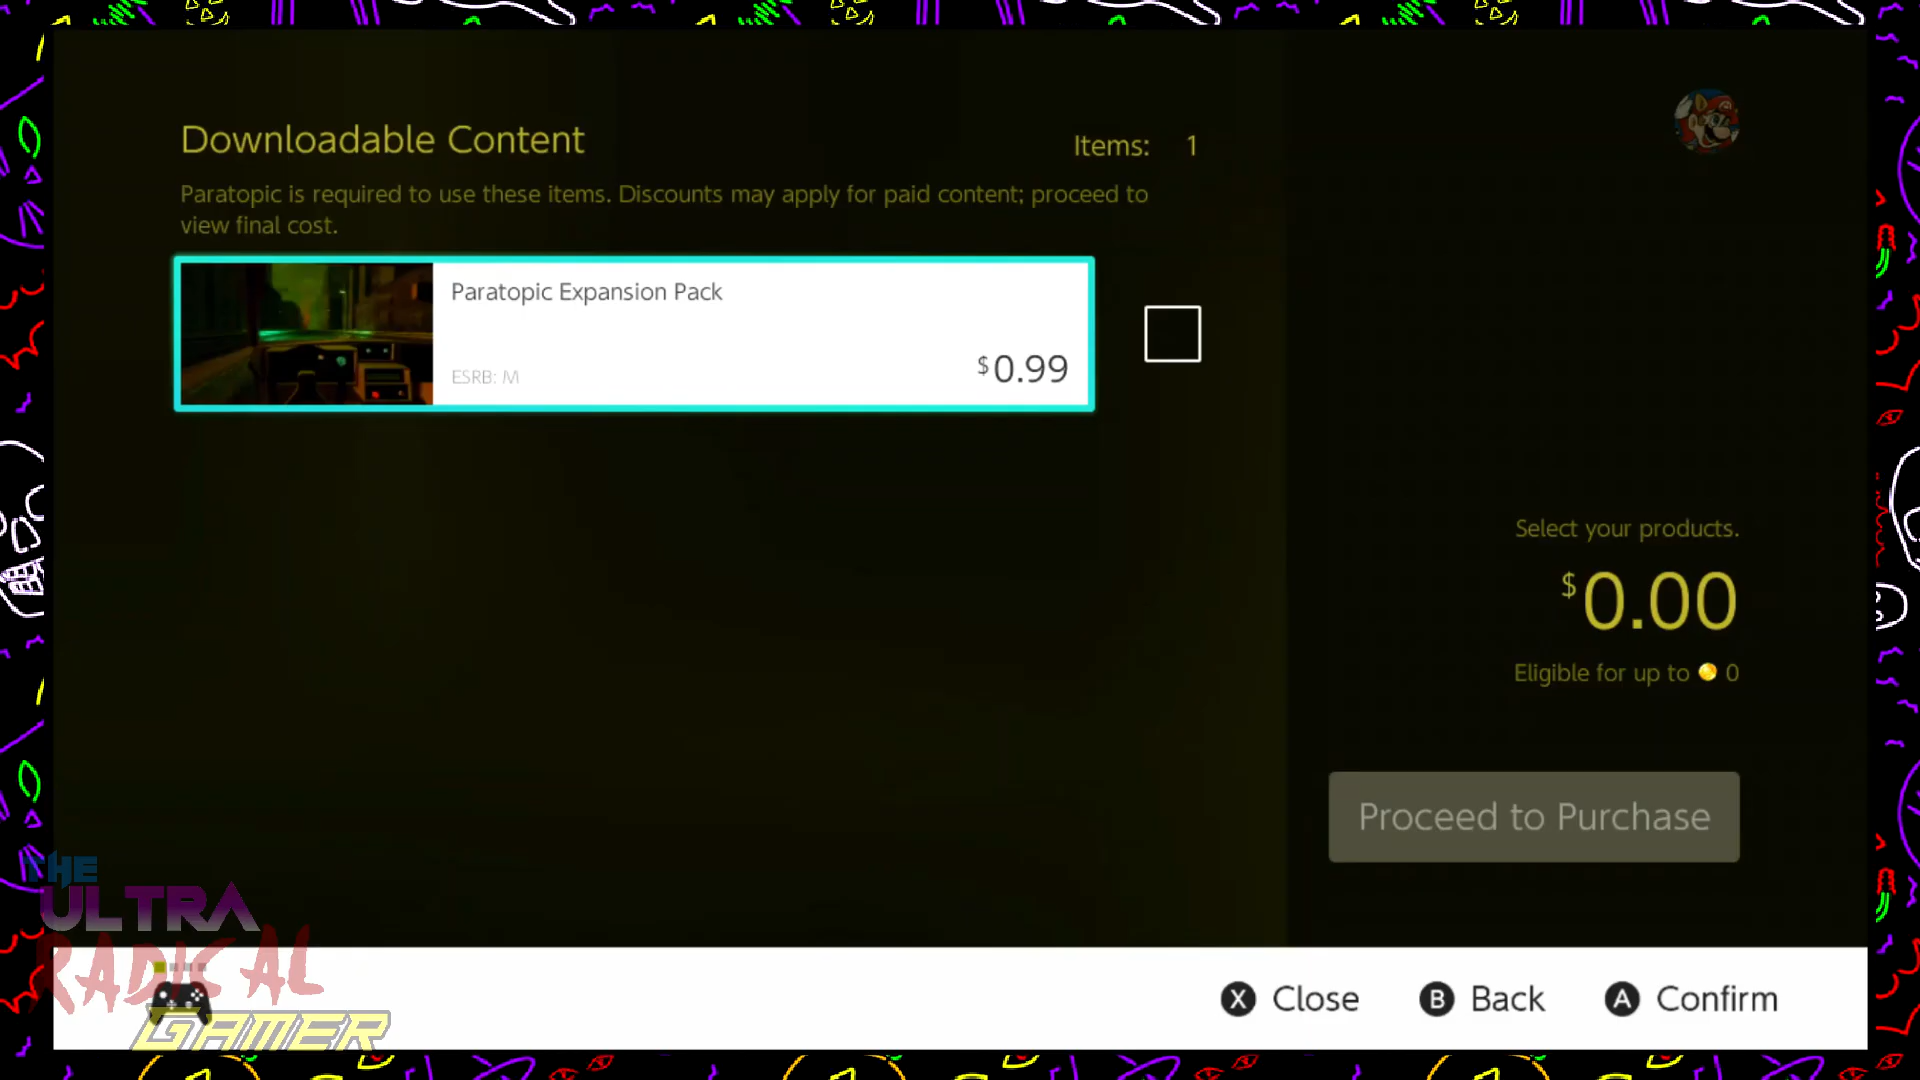 Downloadable Content
Items: 1
Paratopic is required to use these items. Discounts may apply for paid content; proceed to
view final cost.
Paratopic Expansion Pack
ESRB: M
$0.99
Select your products.
$0.00
Eligible for up to 0
Proceed to Purchase
THE
ULTRA
RADICAL
GAMER
X Close B Back A Confirm